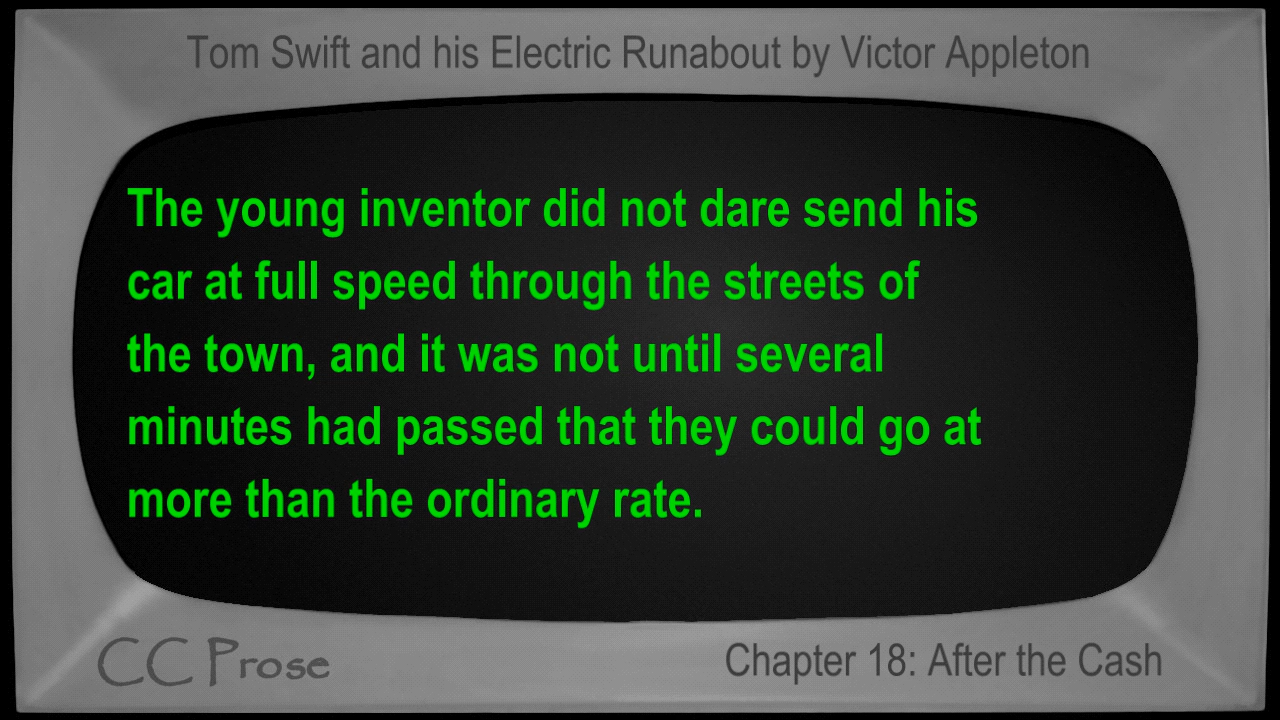 Tom Swift and his Electric Runabout by Victor Appleton
The young inventor did not dare send his
car at full speed through the streets of
the town, and it was not until several
minutes had passed that they could go at
more than the ordinary rate.
CC Prose
Chapter 18: After the Cash